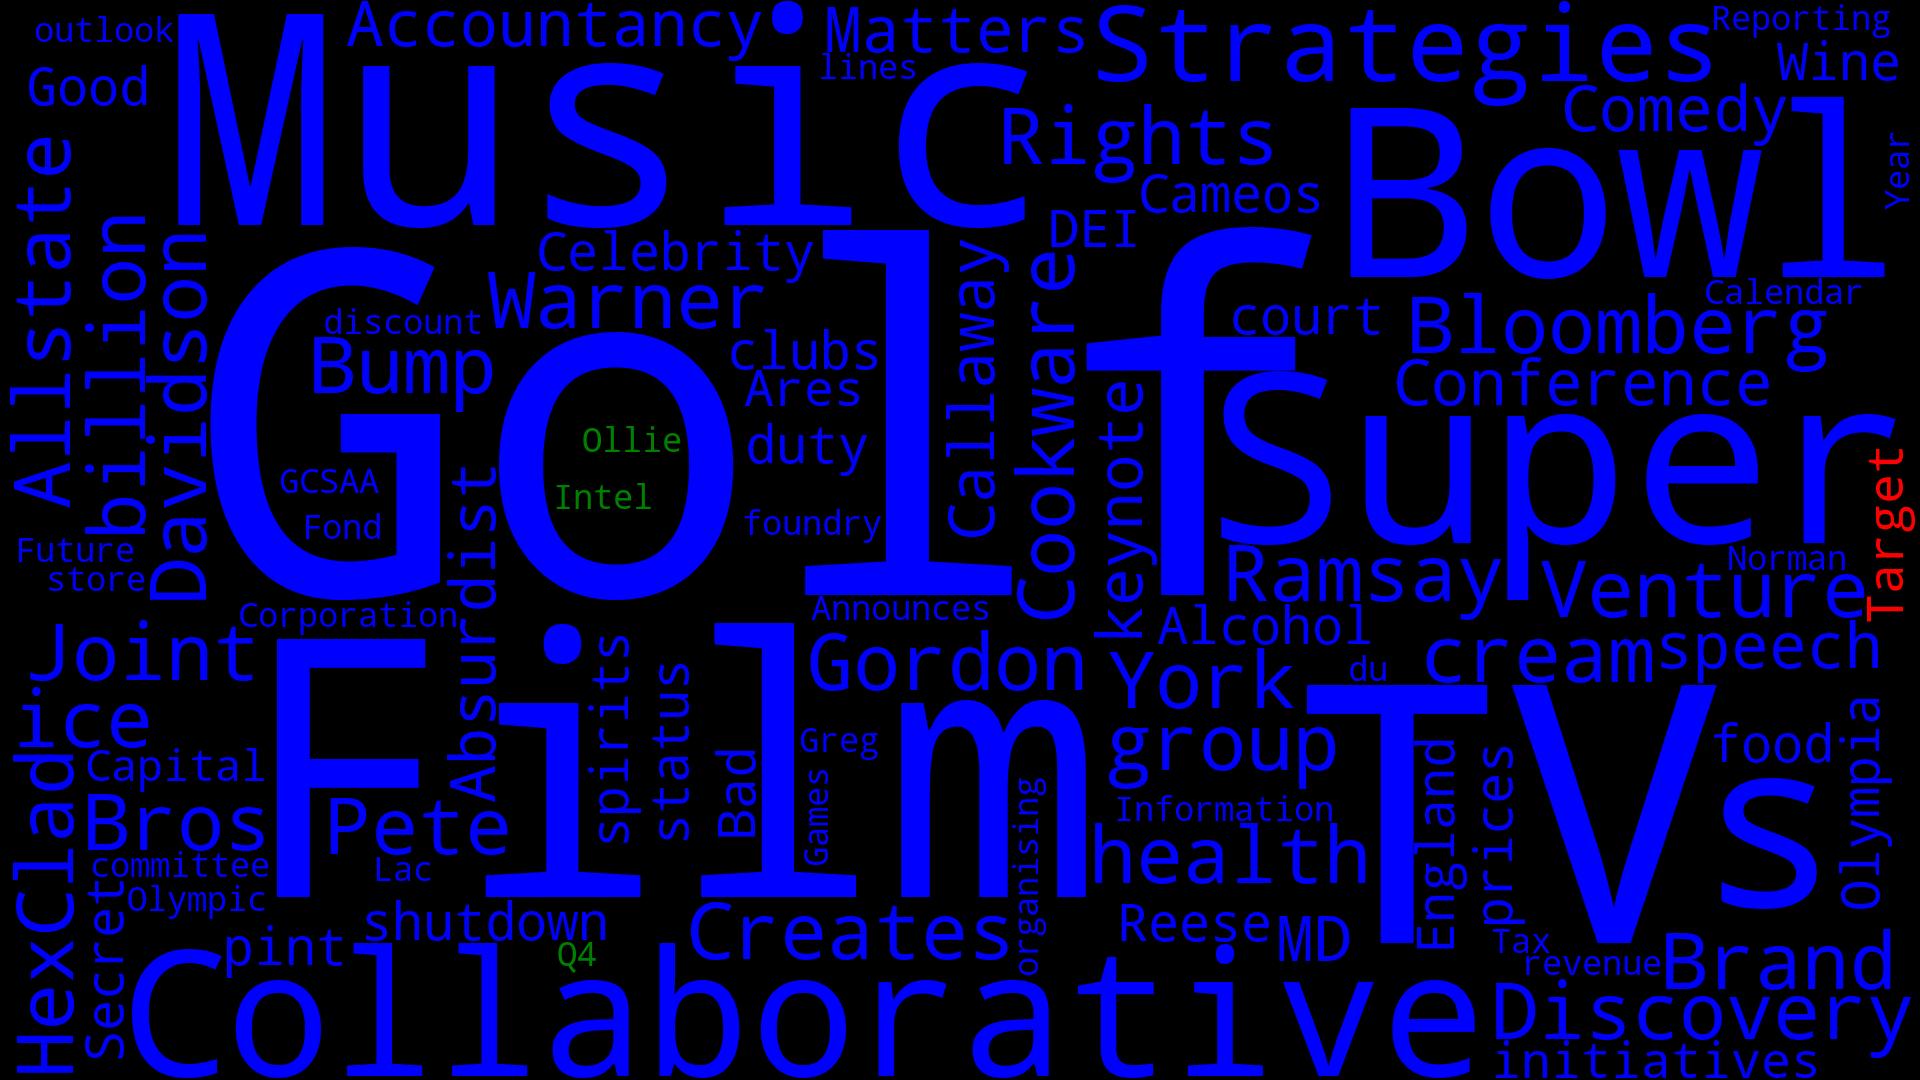 outlook
Music
Accountancy
Matters
Strategies
Reporting
Good
lines
Wine
Comedy
Rights
Bowl
Year
Allstate
billion
Davidson
Cameos
DEI
Celebrity
Golf
Warner
Callaway
Cookware
Calendar
discount
Bump
clubs
Ares
court
Bloomberg
Conference
keynote
Super
Ollie
duty
Target
GCSAA
Intel
Absurdist
foundry
Fond
Future
store
Norman
Ramsay
Venture
Corporation
Announces
Alcohol
Joint
Film
spirits
status
Gordon
York
du
cream
speech
ice
HexClad
Capital
Bad
Greg
group
TVs
food
Olympia
Games
organising
Bros
Pete
Information
England
prices
health
committee
Lac
Olympic
Secret
shutdown
pint
Q4
Creates
Reese
MD
Tax
revenue
Brand
Collaborative
Discovery
initiatives